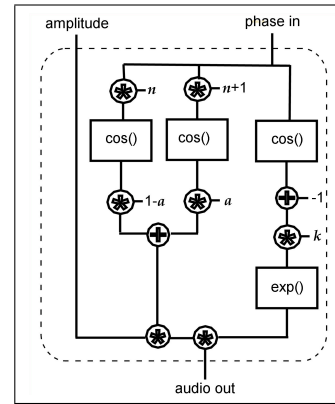 amplitude phase in
n n+1
cos() cos() cos()
1-a a -1
k
exp()
audio out